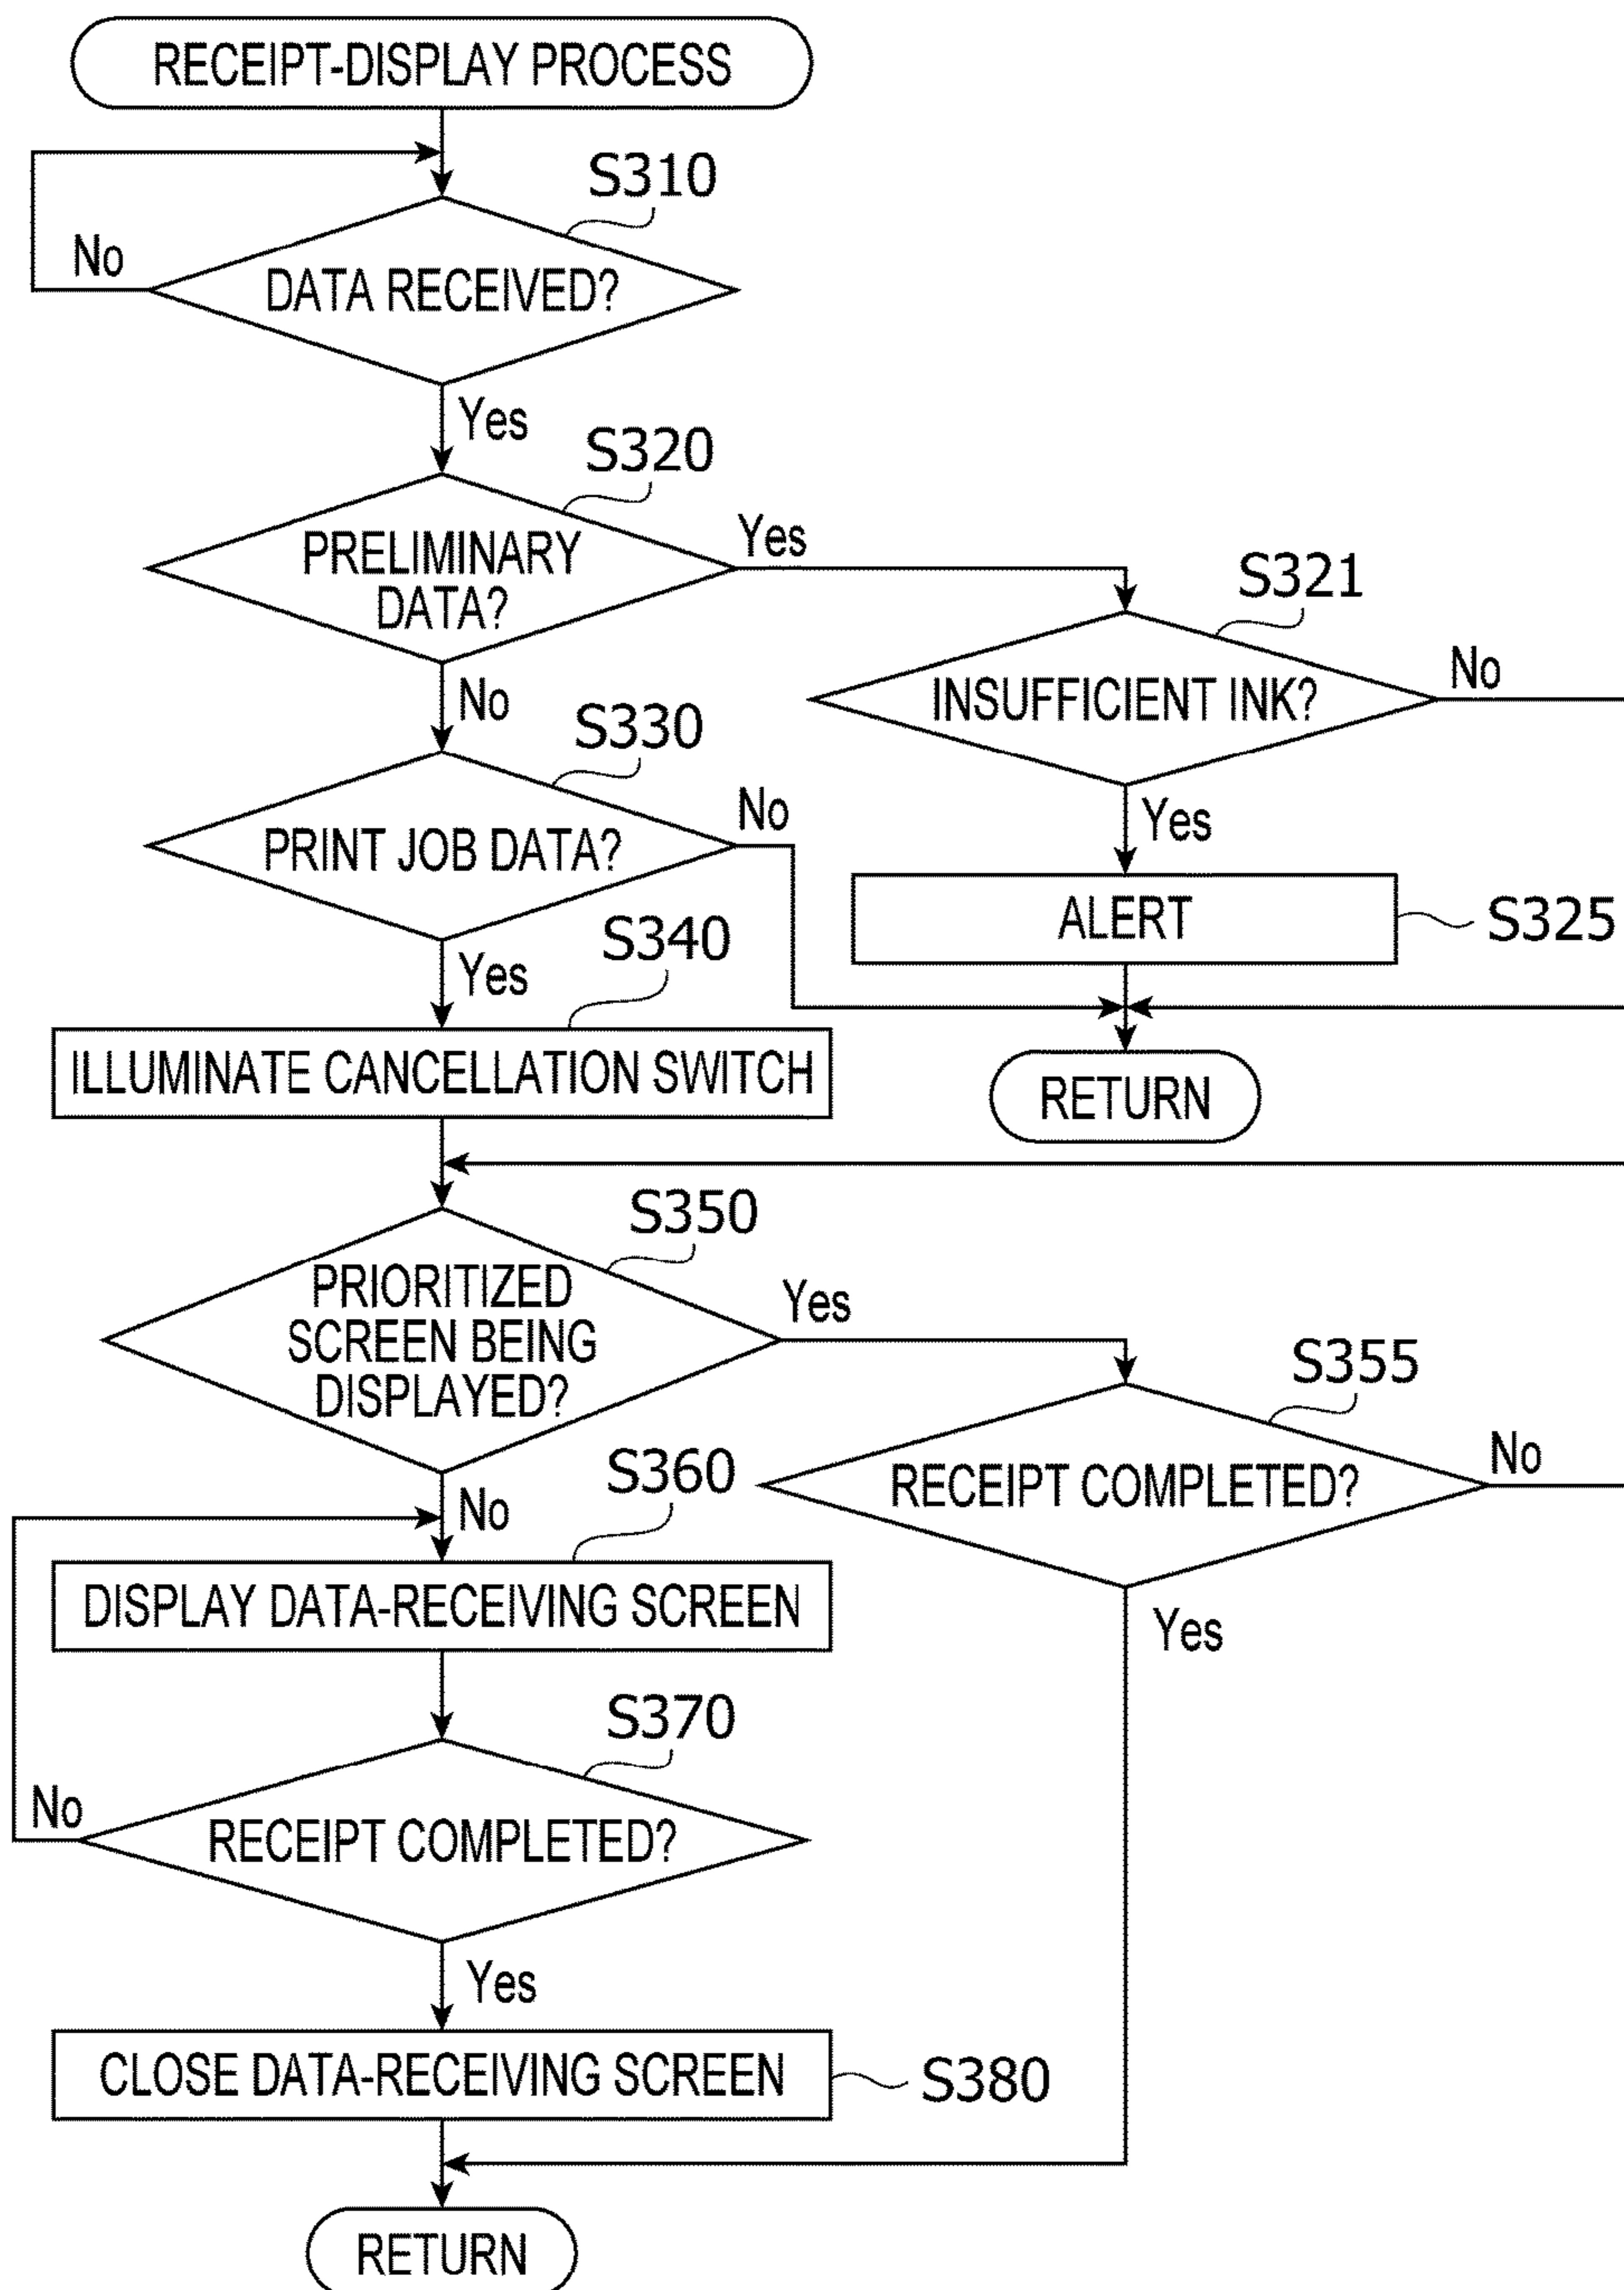 RECEIPT-DISPLAY PROCESS
S310
No
DATA RECEIVED?
Yes
S320
PRELIMINARY
DATA?
Yes
S321
INSUFFICIENT INK?
No
No
S330
PRINT JOB DATA?
No
Yes
ALERT
S325
Yes
S340
ILLUMINATE CANCELLATION SWITCH
RETURN
S350
PRIORITIZED
SCREEN BEING
DISPLAYED?
Yes
S355
RECEIPT COMPLETED?
No
No
S360
DISPLAY DATA-RECEIVING SCREEN
Yes
S370
No
RECEIPT COMPLETED?
Yes
CLOSE DATA-RECEIVING SCREEN
S380
RETURN